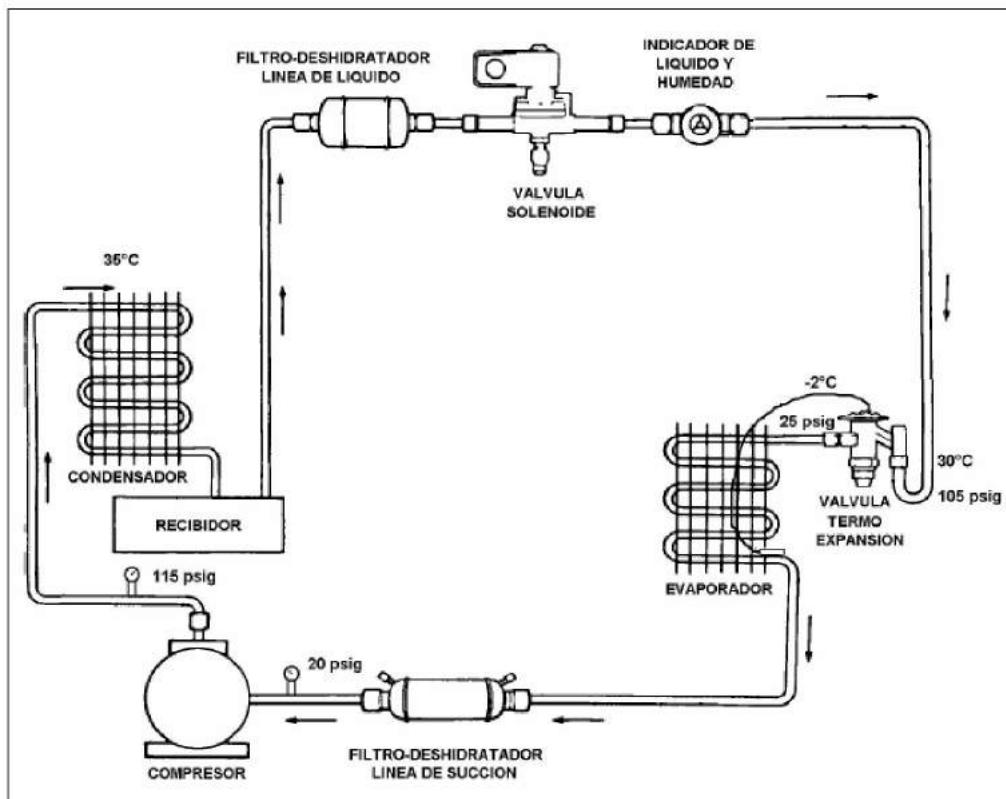 FILTRO-DESHIDRATADOR
LINEA DE LIQUIDO
INDICADOR DE
LIQUIDO Y
HUMEDAD
VALVULA
SOLENOIDE
35°C
CONDENSADOR
RECIBIDOR
-2°C
25 psig
30°C
105 psig
VALVULA
TERMO
EXPANSION
EVAPORADOR
115 psig
20 psig
COMPRESOR
FILTRO-DESHIDRATADOR
LINEA DE SUCCION